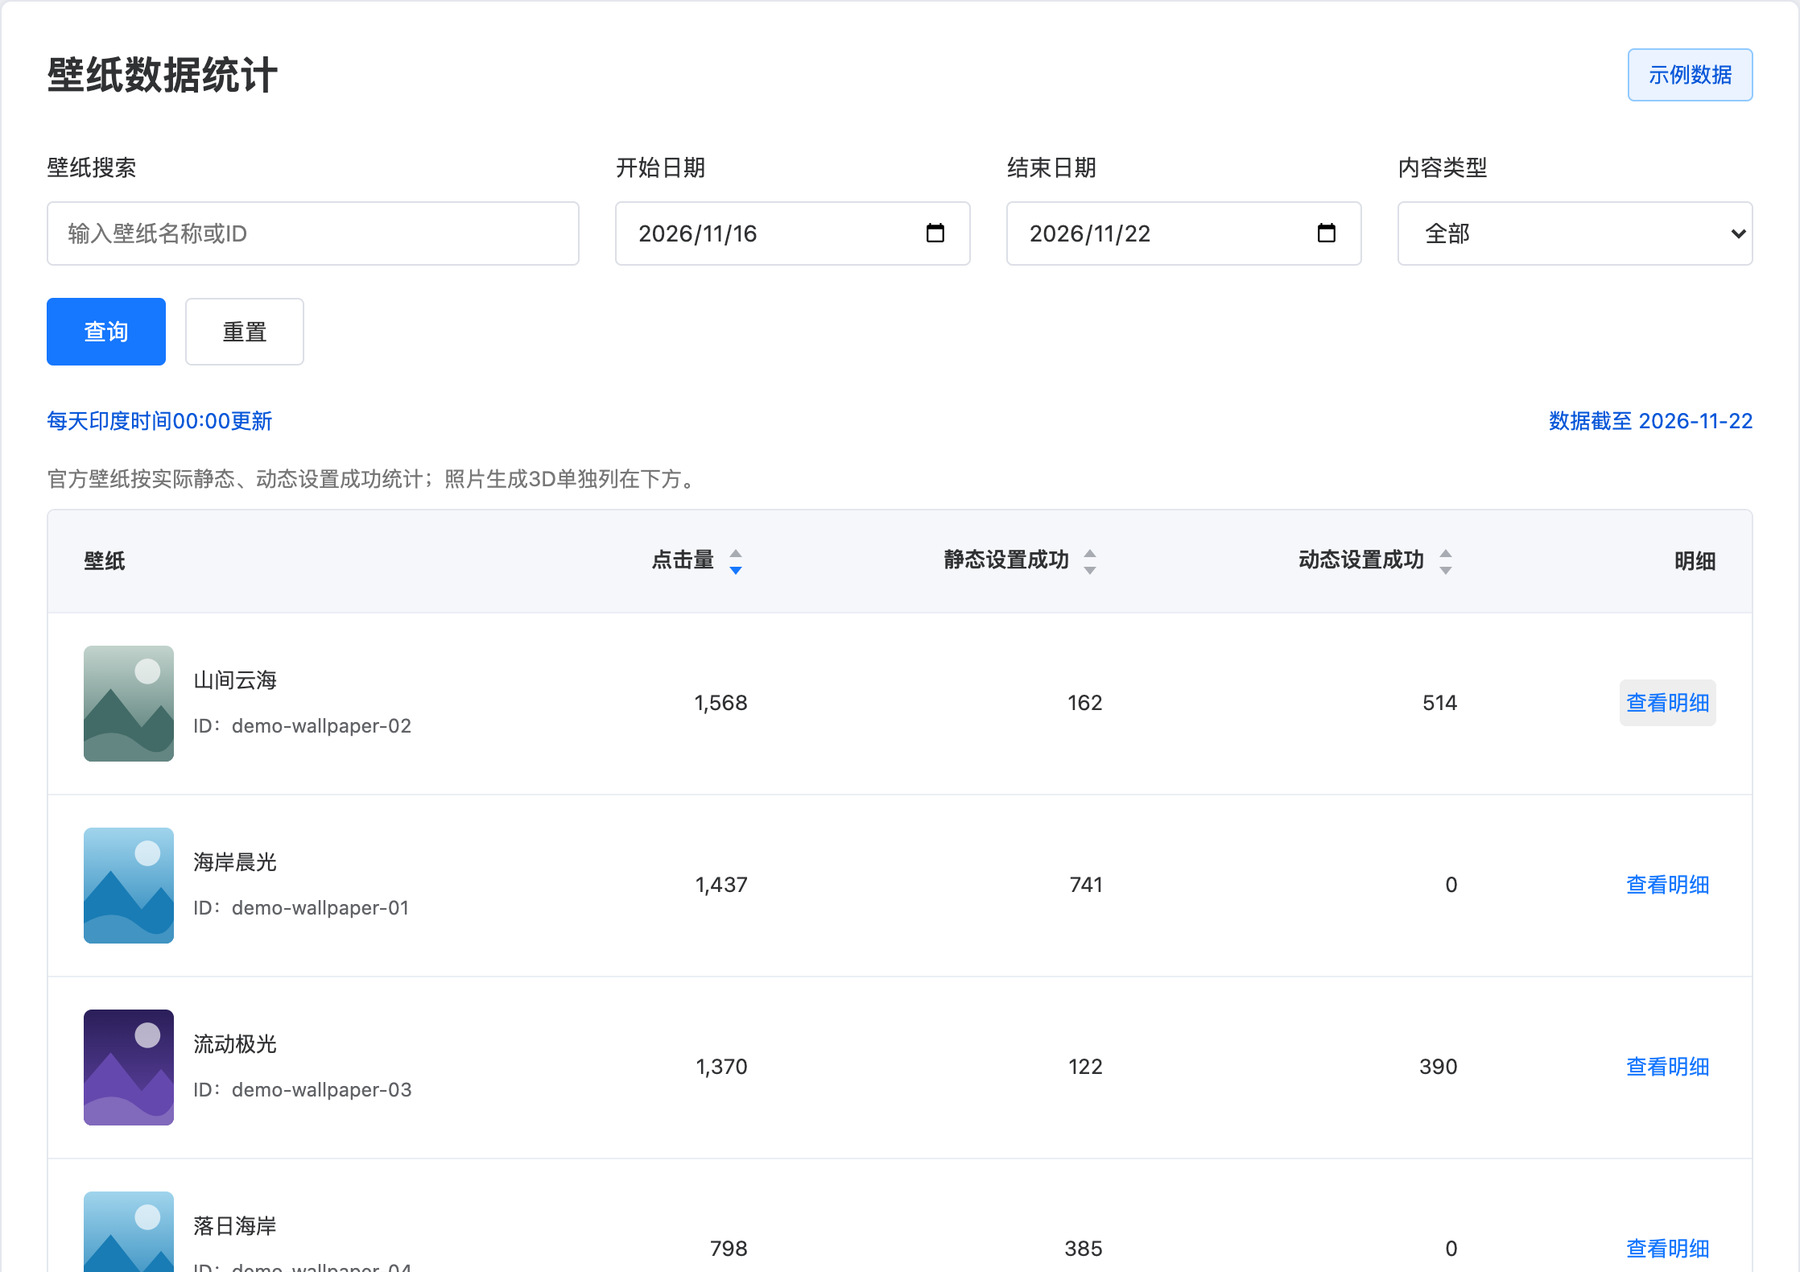 壁纸数据统计
示例数据
壁纸搜索 开始日期 结束日期 内容类型
输入壁纸名称或ID 2026/11/16 2026/11/22 全部
查询 重置
每天印度时间00:00更新 数据截至 2026-11-22
官方壁纸按实际静态、动态设置成功统计；照片生成3D单独列在下方。
壁纸 点击量 静态设置成功 动态设置成功 明细
山间云海
ID：demo-wallpaper-02
1,568 162 514 查看明细
海岸晨光
ID：demo-wallpaper-01
1,437 741 0 查看明细
流动极光
ID：demo-wallpaper-03
1,370 122 390 查看明细
落日海岸
ID：demo-wallpaper-04
798 385 0 查看明细